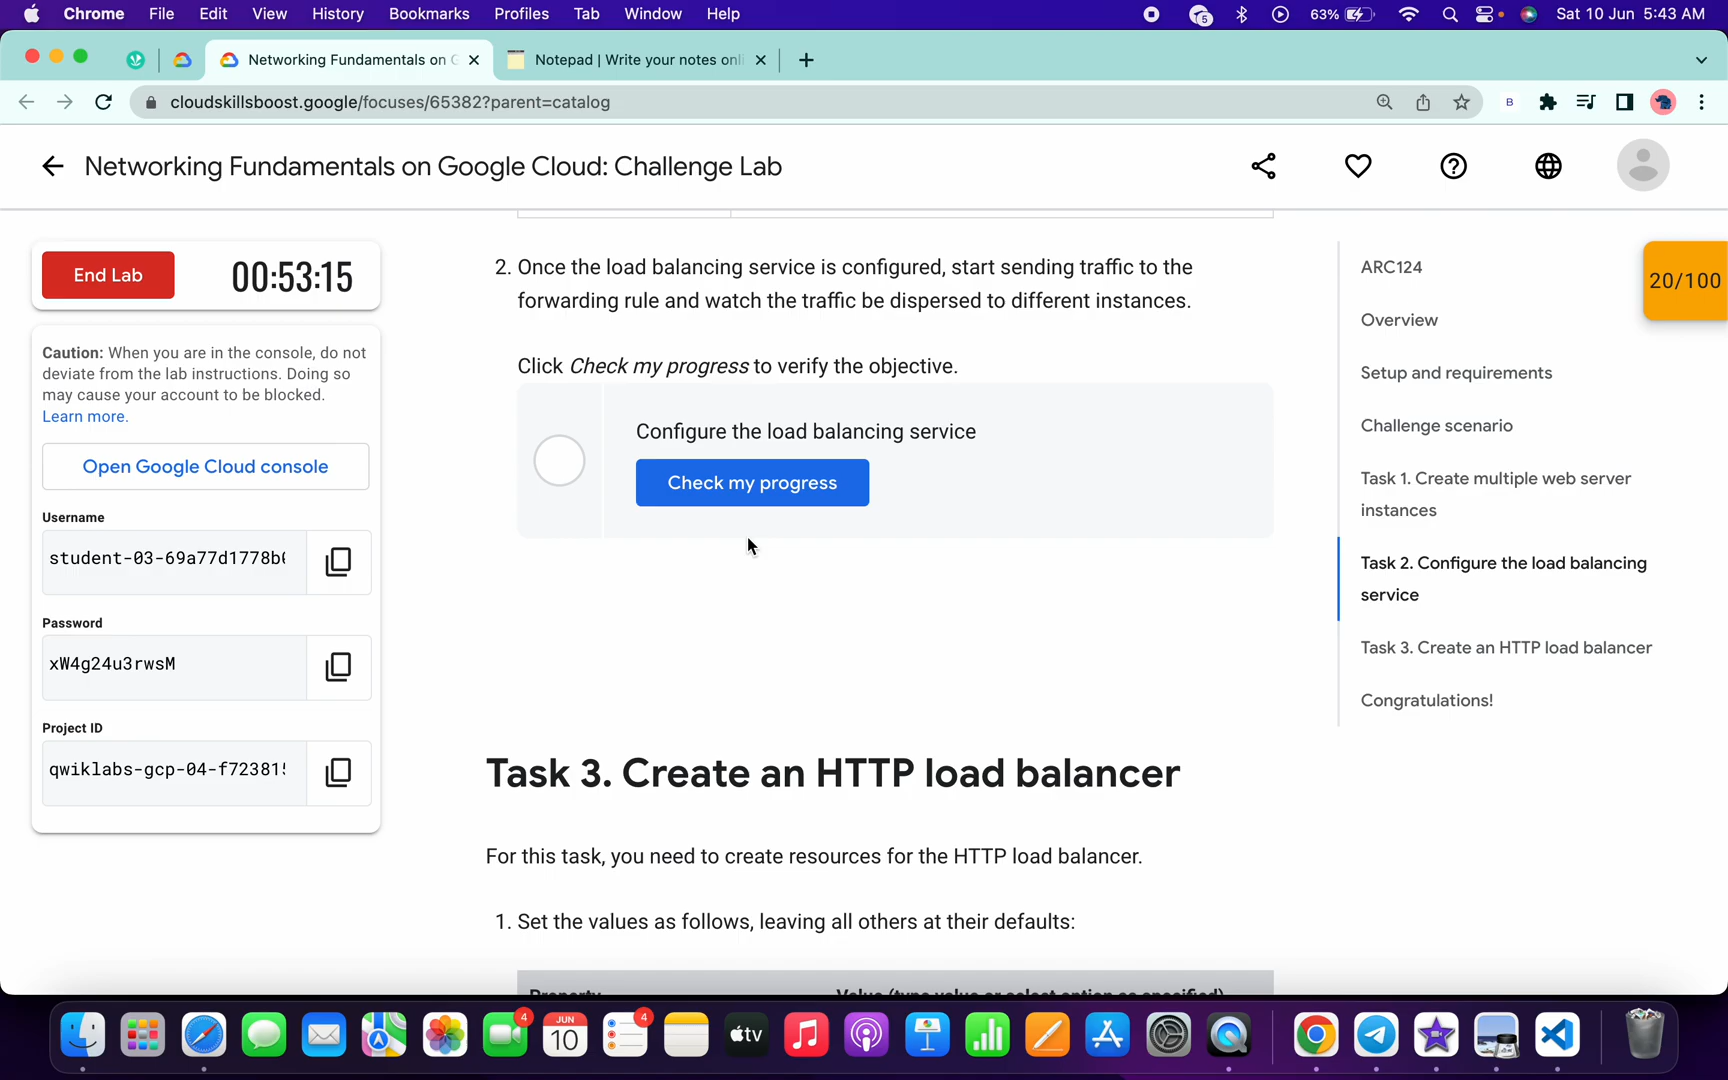 Chrome File Edit View History Bookmarks Profiles Tab Window Help 5 63% Sat 10 Jun 5:43 AM
Networking Fundamentals on G
Notepad | Write your notes onli
cloudskillsboost.google/focuses/65382?parent=catalog
B
Networking Fundamentals on Google Cloud: Challenge Lab
End Lab 00:53:15
Caution: When you are in the console, do not
deviate from the lab instructions. Doing so
may cause your account to be blocked.
Learn more.
Open Google Cloud console
Username
student-03-69a77d1778b
Password
xW4g24u3rwsM
Project ID
qwiklabs-gcp-04-f72381
2. Once the load balancing service is configured, start sending traffic to the
forwarding rule and watch the traffic be dispersed to different instances.
Click Check my progress to verify the objective.
Configure the load balancing service
Check my progress
Task 3. Create an HTTP load balancer
For this task, you need to create resources for the HTTP load balancer.
1. Set the values as follows, leaving all others at their defaults:
Property Value (type value or select option as specified)
ARC124
Overview
Setup and requirements
Challenge scenario
Task 1. Create multiple web server
instances
Task 2. Configure the load balancing
service
Task 3. Create an HTTP load balancer
Congratulations!
20/100
4
JUN
10
4
tv